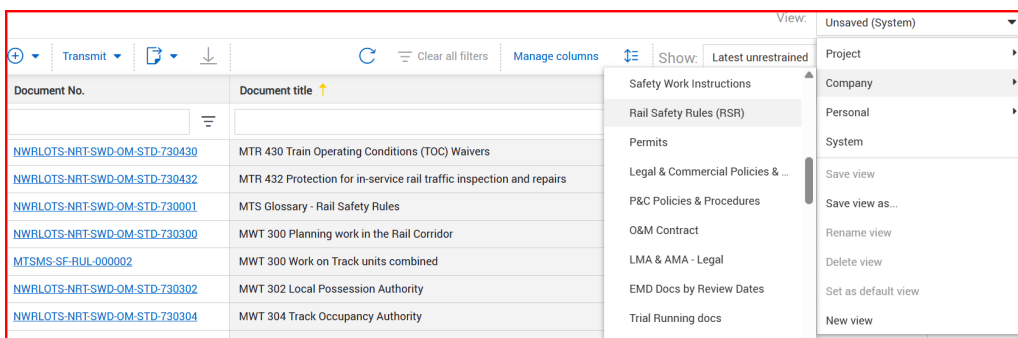 View: Unsaved (System)
Transmit Clear all filters Manage columns Show: Latest unrestrained
Document No. Document title
NWRLOTS-NRT-SWD-OM-STD-730430 MTR 430 Train Operating Conditions (TOC) Waivers
NWRLOTS-NRT-SWD-OM-STD-730432 MTR 432 Protection for in-service rail traffic inspection and repairs
NWRLOTS-NRT-SWD-OM-STD-730001 MTS Glossary - Rail Safety Rules
NWRLOTS-NRT-SWD-OM-STD-730300 MWT 300 Planning work in the Rail Corridor
MTSMS-SF-RUL-000002 MWT 300 Work on Track units combined
NWRLOTS-NRT-SWD-OM-STD-730302 MWT 302 Local Possession Authority
NWRLOTS-NRT-SWD-OM-STD-730304 MWT 304 Track Occupancy Authority
Safety Work Instructions
Rail Safety Rules (RSR)
Permits
Legal & Commercial Policies & ...
P&C Policies & Procedures
O&M Contract
LMA & AMA - Legal
EMD Docs by Review Dates
Trial Running docs
Project
Company
Personal
System
Save view
Save view as...
Rename view
Delete view
Set as default view
New view